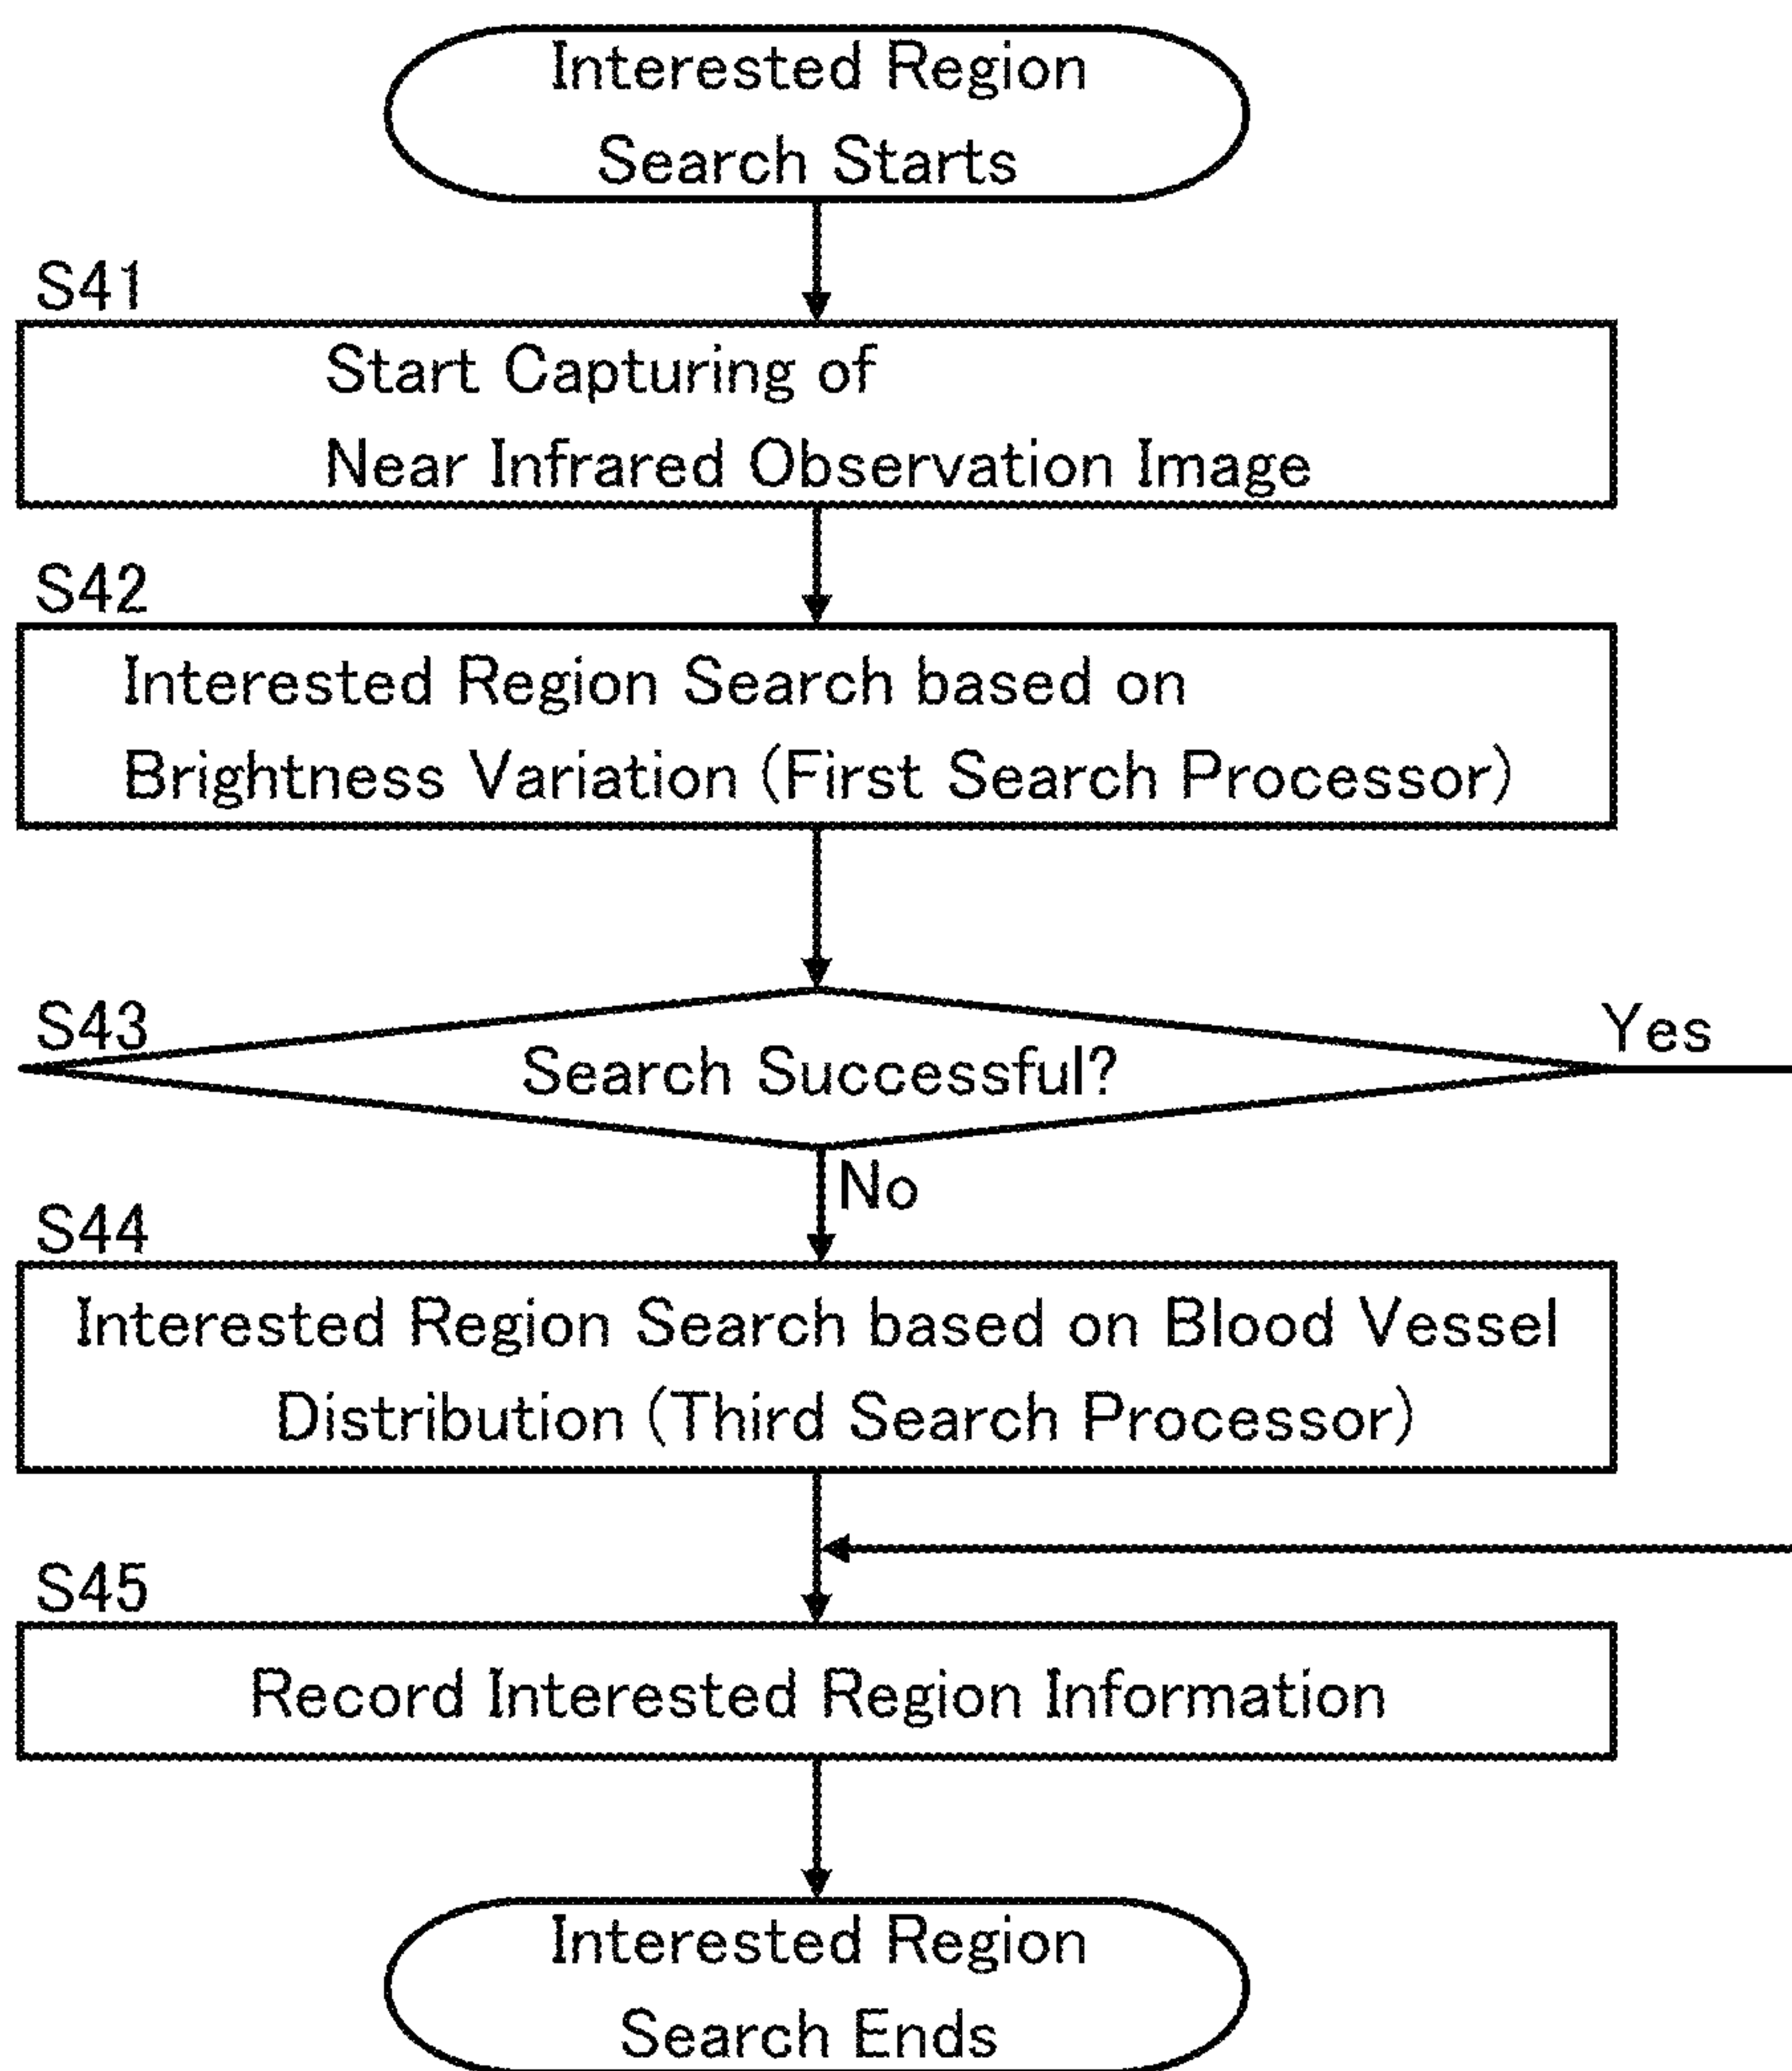 Interested Region
Search Starts
S41
Start Capturing of
Near Infrared Observation Image
S42
Interested Region Search based on
Brightness Variation (First Search Processor)
S43
Search Successful?
Yes
No
S44
Interested Region Search based on Blood Vessel
Distribution (Third Search Processor)
S45
Record Interested Region Information
Interested Region
Search Ends